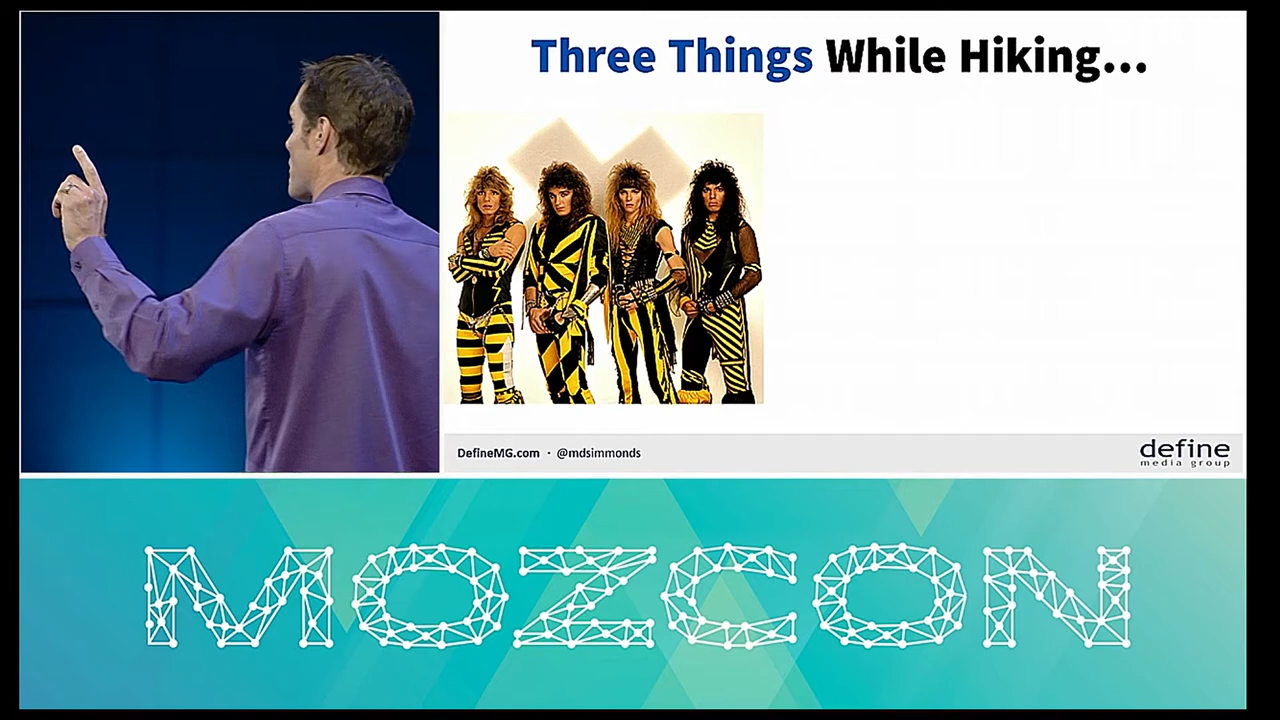 Three Things While Hiking...
DefineMG.com · @mdsimmonds
define
media group
MOZCON